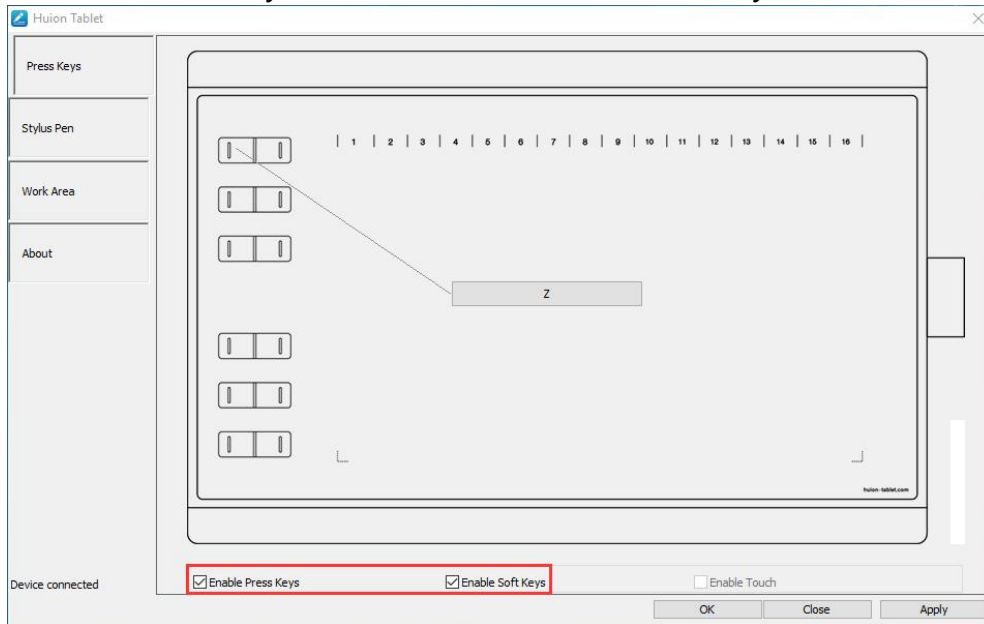 Huion Tablet
Press Keys
Stylus Pen
Work Area
About
1 2 3 4 5 6 7 8 9 10 11 12 13 14 15 16
Z
huion-tablet.com
Device connected
Enable Press Keys
Enable Soft Keys
Enable Touch
OK
Close
Apply